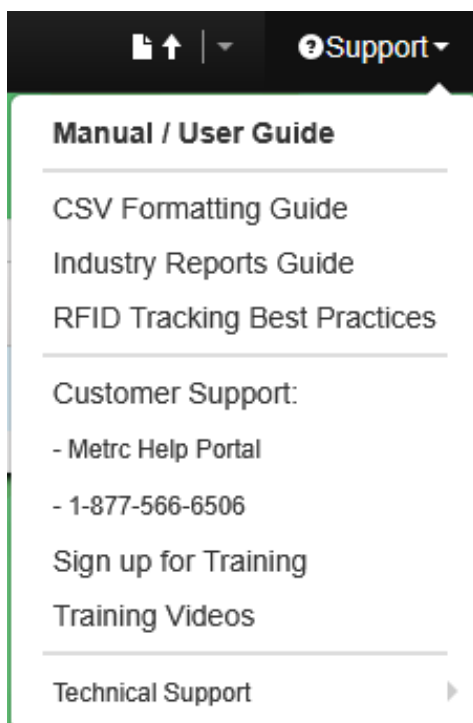 Support
Manual / User Guide
CSV Formatting Guide
Industry Reports Guide
RFID Tracking Best Practices
Customer Support:
- Metrc Help Portal
- 1-877-566-6506
Sign up for Training
Training Videos
Technical Support